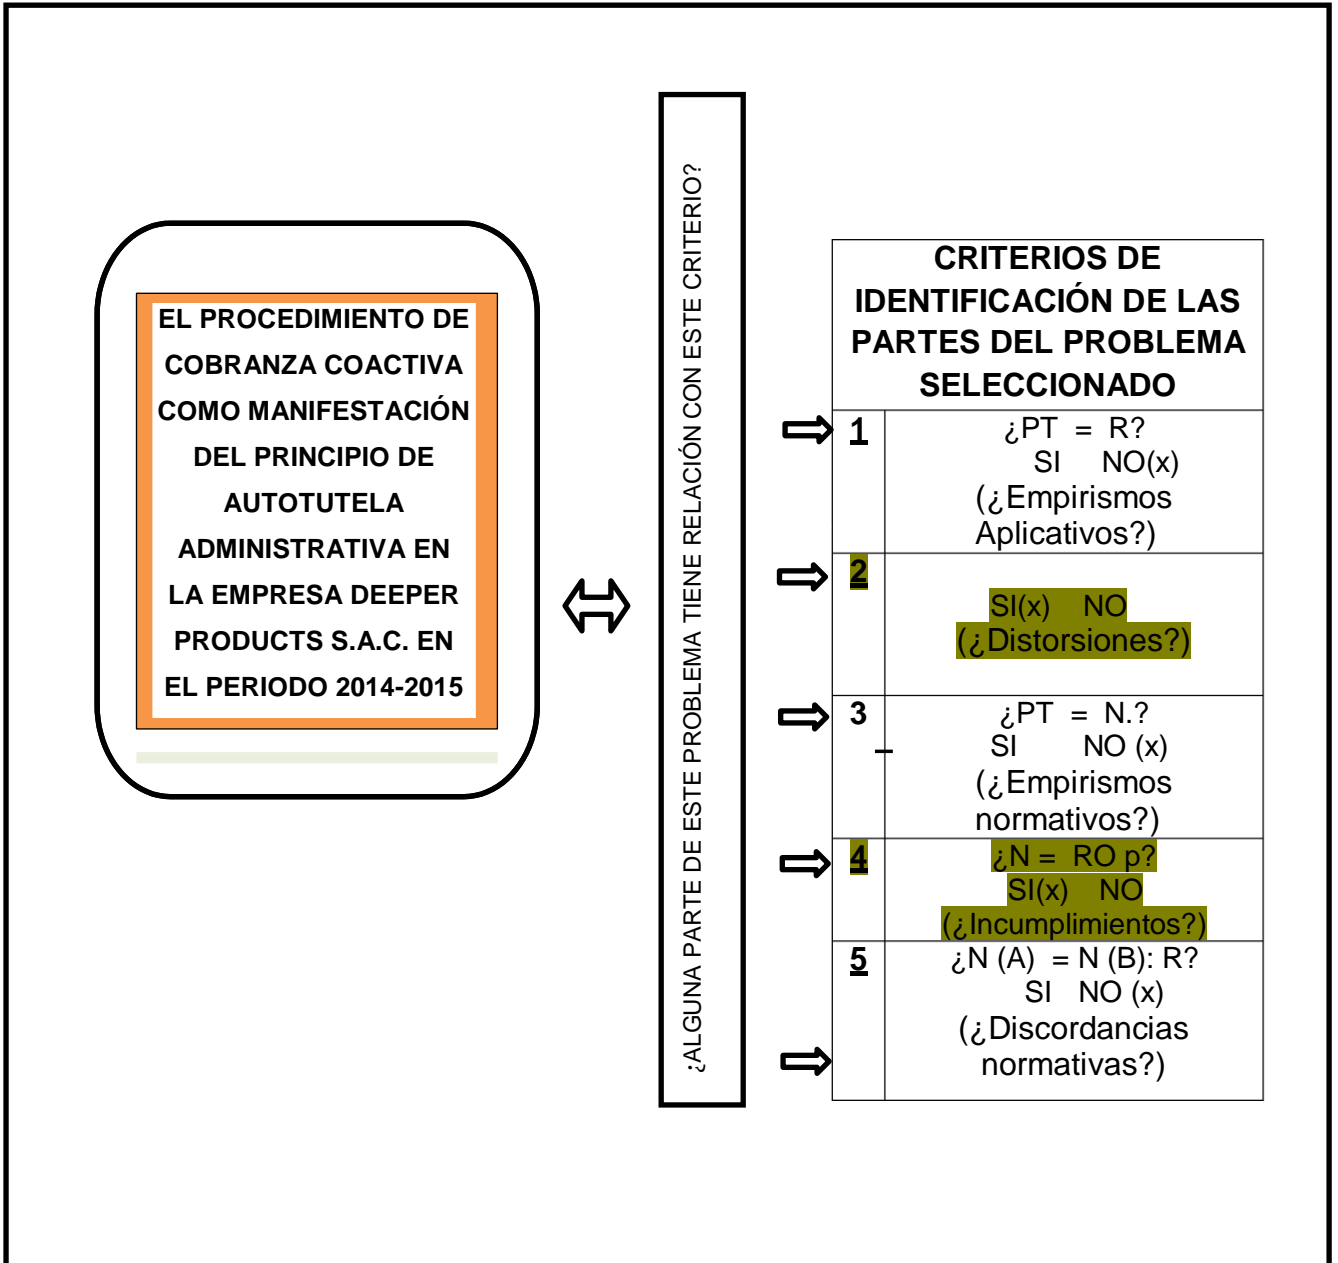 EL PROCEDIMIENTO DE
COBRANZA COACTIVA
COMO MANIFESTACIÓN
DEL PRINCIPIO DE
AUTOTUTELA
ADMINISTRATIVA EN
LA EMPRESA DEEPER
PRODUCTS S.A.C. EN
EL PERIODO 2014-2015
¿ALGUNA PARTE DE ESTE PROBLEMA TIENE RELACIÓN CON ESTE CRITERIO?
CRITERIOS DE
IDENTIFICACIÓN DE LAS
PARTES DEL PROBLEMA
SELECCIONADO
1 ¿PT = R?
SI NO(x)
(¿Empirismos
Aplicativos?)
2
SI(x) NO
(¿Distorsiones?)
3 ¿PT = N.?
SI NO (x)
(¿Empirismos
normativos?)
4 ¿N = RO p?
SI(x) NO
(¿Incumplimientos?)
5 ¿N (A) = N (B): R?
SI NO (x)
(¿Discordancias
normativas?)